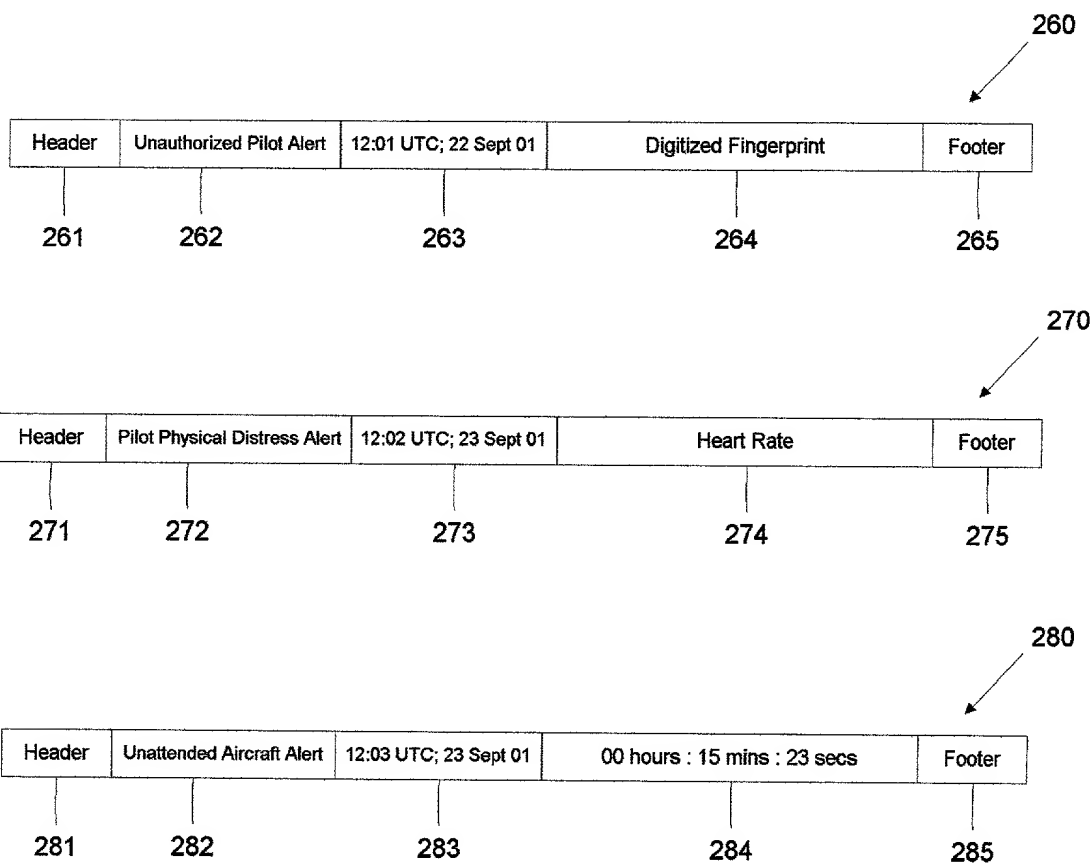 260
Header Unauthorized Pilot Alert 12:01 UTC; 22 Sept 01 Digitized Fingerprint Footer
261 262 263 264 265
270
Header Pilot Physical Distress Alert 12:02 UTC; 23 Sept 01 Heart Rate Footer
271 272 273 274 275
280
Header Unattended Aircraft Alert 12:03 UTC; 23 Sept 01 00 hours : 15 mins : 23 secs Footer
281 282 283 284 285